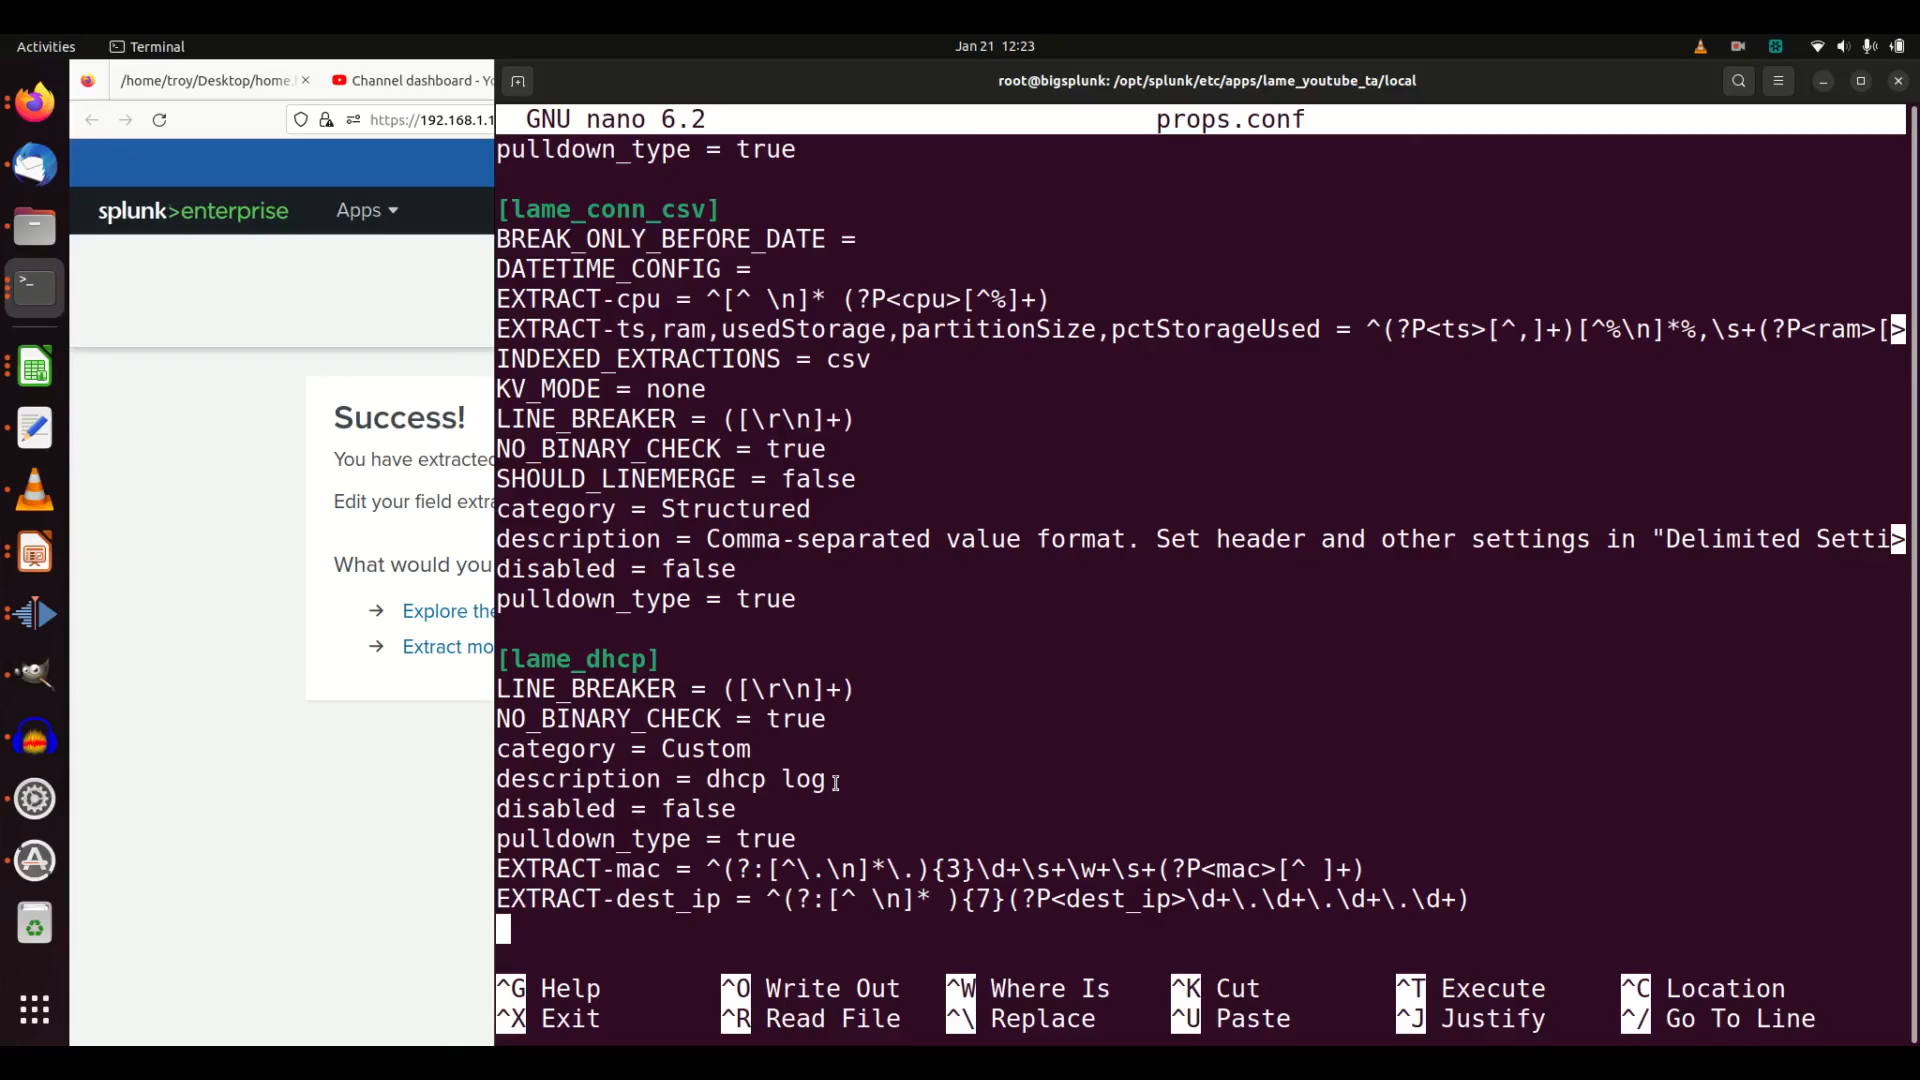 Activities
Terminal
Jan 21 12:23
/home/troy/Desktop/home.
Channel dashboard - Yo
root@bigsplunk: /opt/splunk/etc/apps/lame_youtube_ta/local
https://192.168.1.1
GNU nano 6.2
props.conf
splunk>enterprise
Apps
Success!
You have extracted
Edit your field extra
What would you
→ Explore the
→ Extract mo
pulldown_type = true
[lame_conn_csv]
BREAK_ONLY_BEFORE_DATE =
DATETIME_CONFIG =
EXTRACT-cpu = ^[^ \n]* (?P<cpu>[^%]+)
EXTRACT-ts,ram,usedStorage,partitionSize,pctStorageUsed = ^(?P<ts>[^,]+)[^%\n]*%,\s+(?P<ram>[>
INDEXED_EXTRACTIONS = csv
KV_MODE = none
LINE_BREAKER = ([\r\n]+)
NO_BINARY_CHECK = true
SHOULD_LINEMERGE = false
category = Structured
description = Comma-separated value format. Set header and other settings in "Delimited Setti>
disabled = false
pulldown_type = true
[lame_dhcp]
LINE_BREAKER = ([\r\n]+)
NO_BINARY_CHECK = true
category = Custom
description = dhcp log
disabled = false
pulldown_type = true
EXTRACT-mac = ^(?:[^\.\n]*\.){3}\d+\s+\w+\s+(?P<mac>[^ ]+)
EXTRACT-dest_ip = ^(?:[^ \n]* ){7}(?P<dest_ip>\d+\.\d+\.\d+\.\d+)
^G Help ^O Write Out ^W Where Is ^K Cut ^T Execute ^C Location
^X Exit ^R Read File ^\ Replace ^U Paste ^J Justify ^/ Go To Line